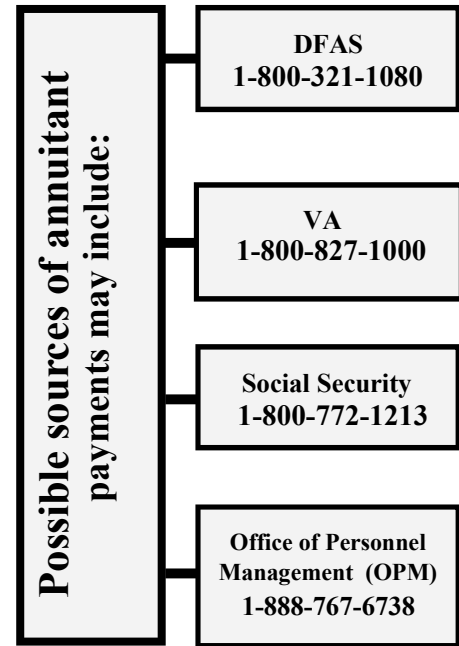 Possible sources of annuitant
payments may include:
DFAS
1-800-321-1080
VA
1-800-827-1000
Social Security
1-800-772-1213
Office of Personnel
Management (OPM)
1-888-767-6738